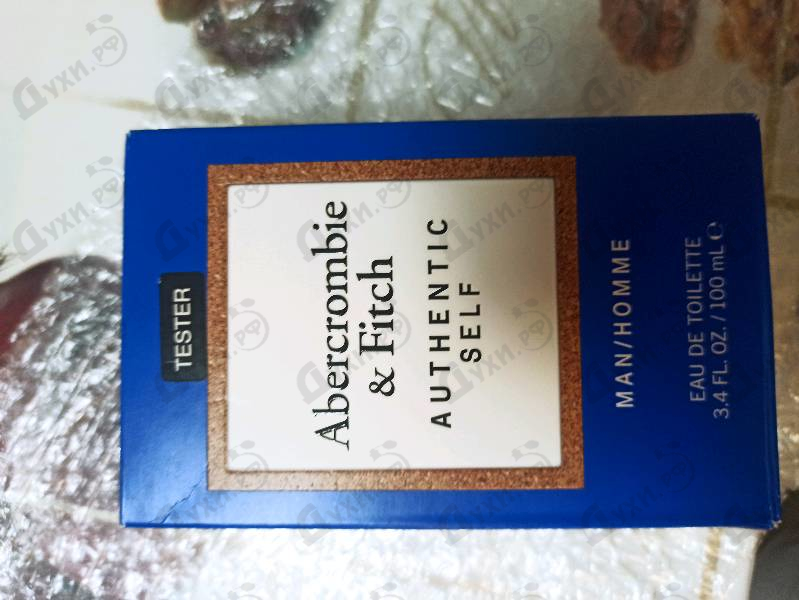 TESTER
Abercrombie
& Fitch
AUTHENTIC
SELF
MAN/HOMME
EAU DE TOILETTE
3.4 FL. OZ. / 100 mL ℮
Духи.рф